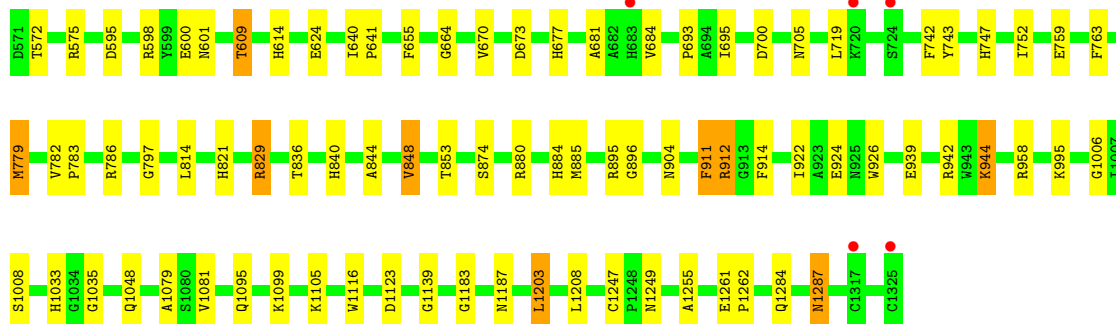 D571 T572 R575 D595 R598 Y599 E600 N601 T609 H614 E624 I640 P641 F655 G664 V670 D673 H677 A681 A682 H683 V684 P693 A694 I695 D700 N705 L719 K720 S724 F742 Y743 H747 I752 E759 F763
M779 V782 P783 R786 G797 L814 H821 R829 T836 H840 A844 V848 T853 S874 R880 H884 M885 R895 G896 N904 F911 R912 G913 F914 I922 A923 E924 N925 W926 E939 R942 W943 K944 R958 K995 G1006 I1007
S1008 H1033 G1034 G1035 Q1048 A1079 S1080 V1081 Q1095 K1099 K1105 W1116 D1123 G1139 G1183 N1187 L1203 L1208 C1247 P1248 N1249 A1255 E1261 P1262 Q1284 N1287 C1317 C1325